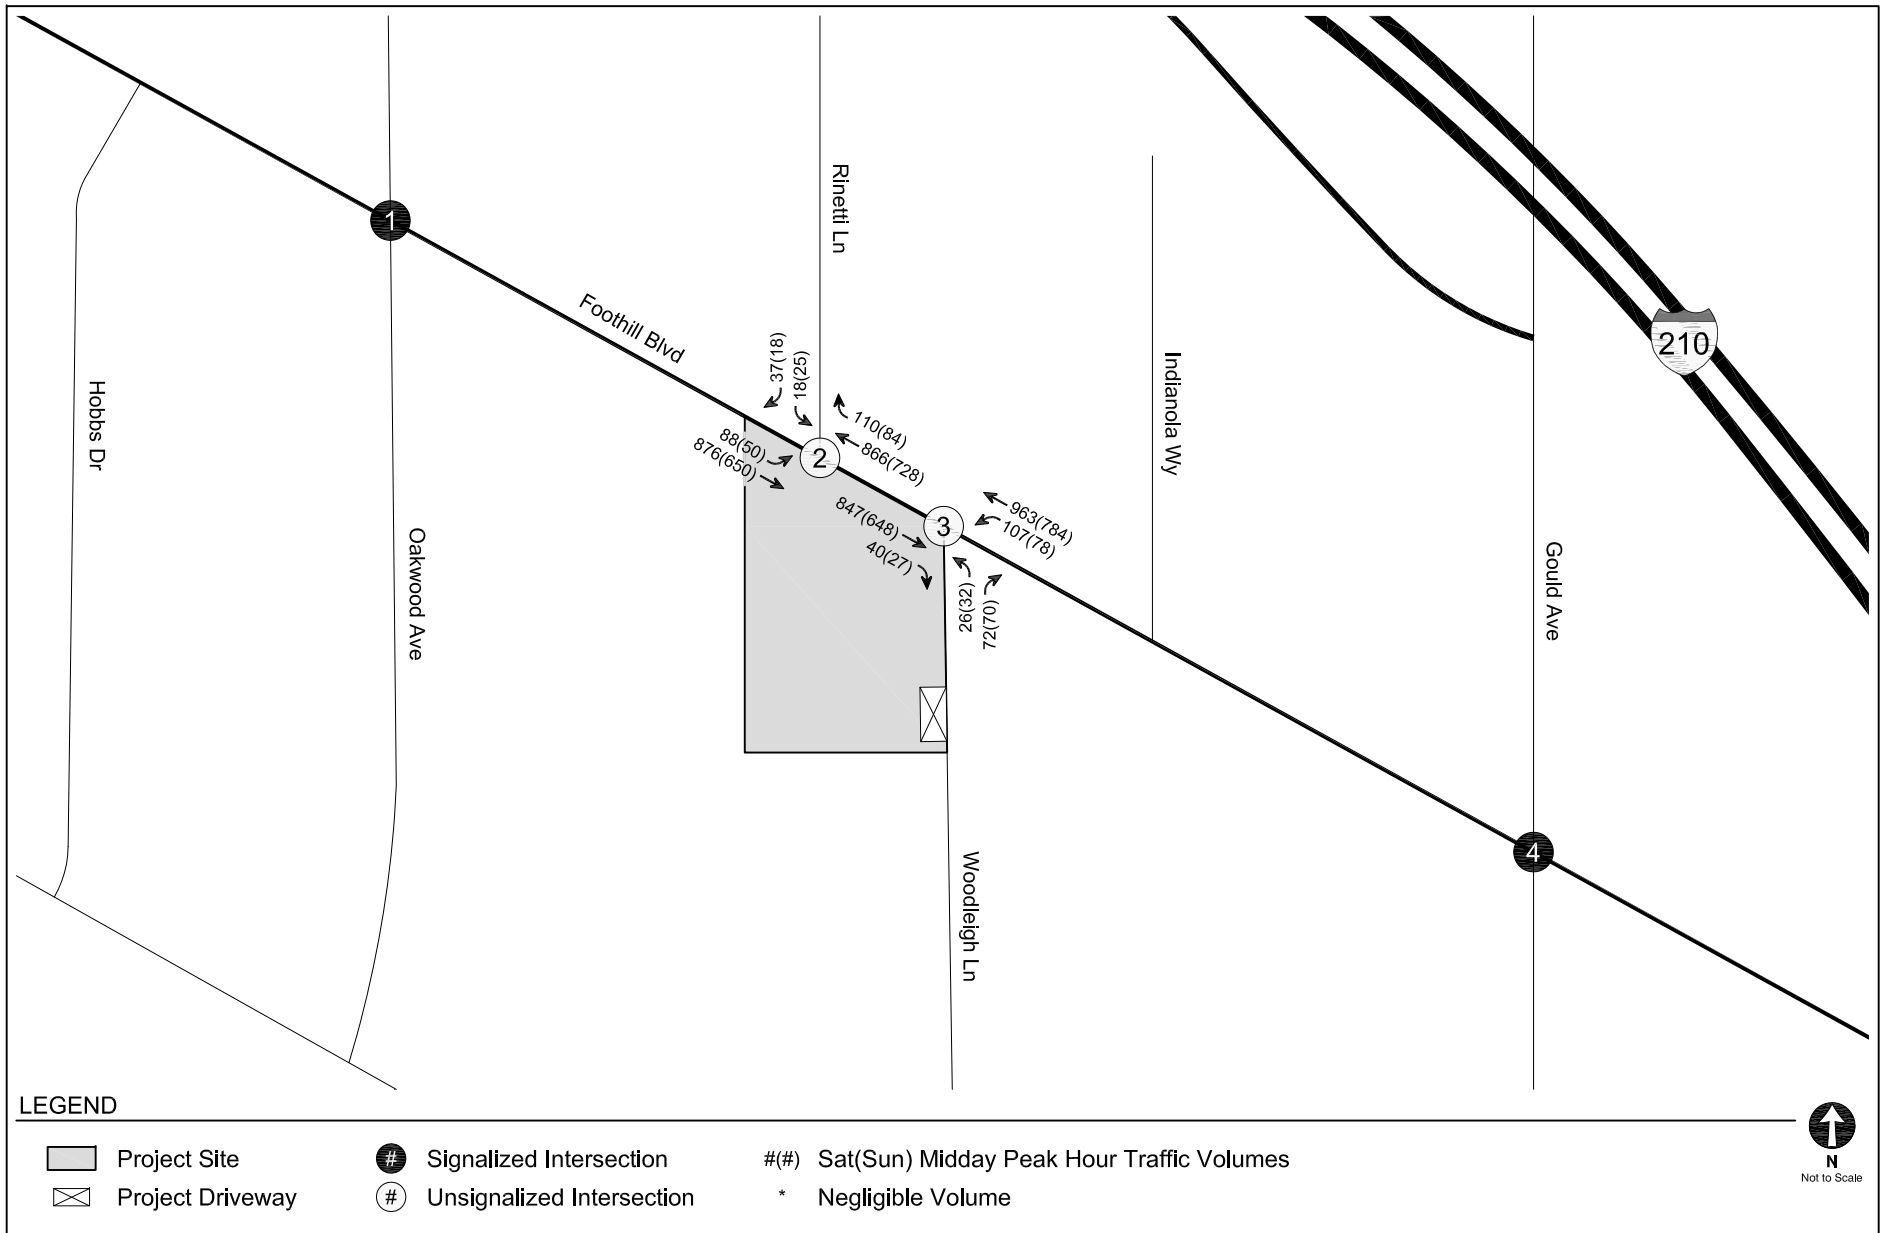 1
Rinetti Ln
Foothill Blvd
Hobbs Dr
Oakwood Ave
37(18)
18(25)
110(84)
866(728)
88(50)
876(650)
2
847(648)
40(27)
3
963(784)
107(78)
26(32)
72(70)
Indianola Wy
210
Gould Ave
4
Woodleigh Ln
LEGEND
Project Site
# Signalized Intersection
#(#) Sat(Sun) Midday Peak Hour Traffic Volumes
Project Driveway
# Unsignalized Intersection
* Negligible Volume
N
Not to Scale